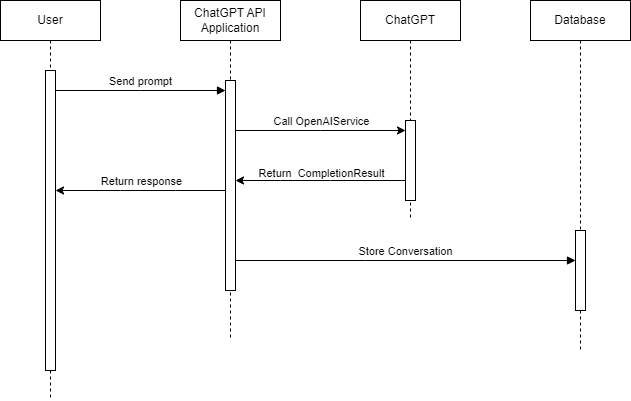 User
ChatGPT API
Application
ChatGPT
Database
Send prompt
Call OpenAIService
Return  CompletionResult
Return response
Store Conversation